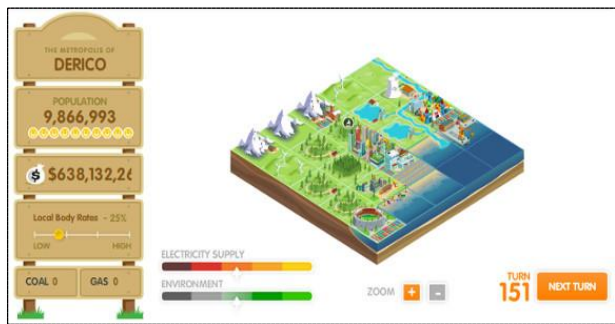 THE METROPOLIS OF
DERICO
POPULATION
9,866,993
$638,132,26
Local Body Rates - 25%
LOW HIGH
COAL 0 GAS 0
ELECTRICITY SUPPLY
ENVIRONMENT
ZOOM + -
TURN
151
NEXT TURN